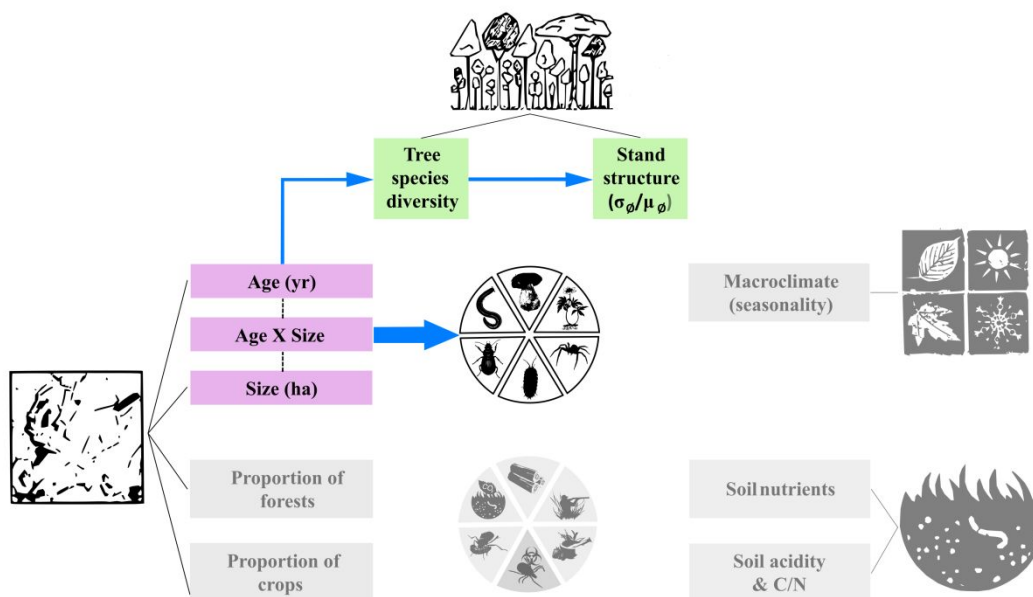 Tree
species
diversity
Stand
structure
(σø/μø)
Age (yr)
Age X Size
Size (ha)
Macroclimate
(seasonality)
Proportion of
forests
Soil nutrients
Proportion of
crops
Soil acidity
& C/N